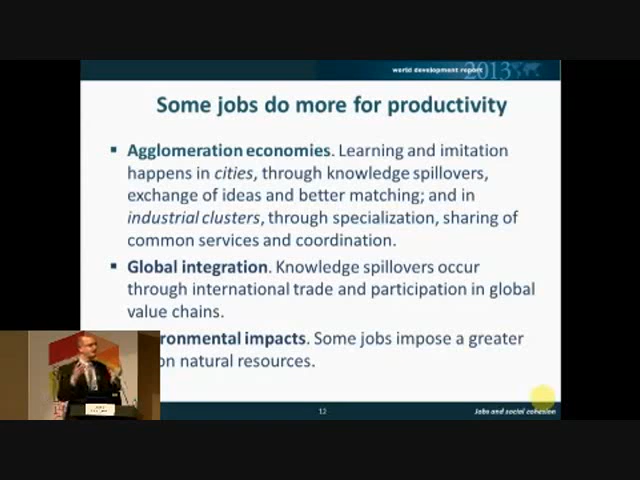 world development report 2013
Some jobs do more for productivity
▪ Agglomeration economies. Learning and imitation
happens in cities, through knowledge spillovers,
exchange of ideas and better matching; and in
industrial clusters, through specialization, sharing of
common services and coordination.
▪ Global integration. Knowledge spillovers occur
through international trade and participation in global
value chains.
ronmental impacts. Some jobs impose a greater
on natural resources.
12
Jobs and social cohesion